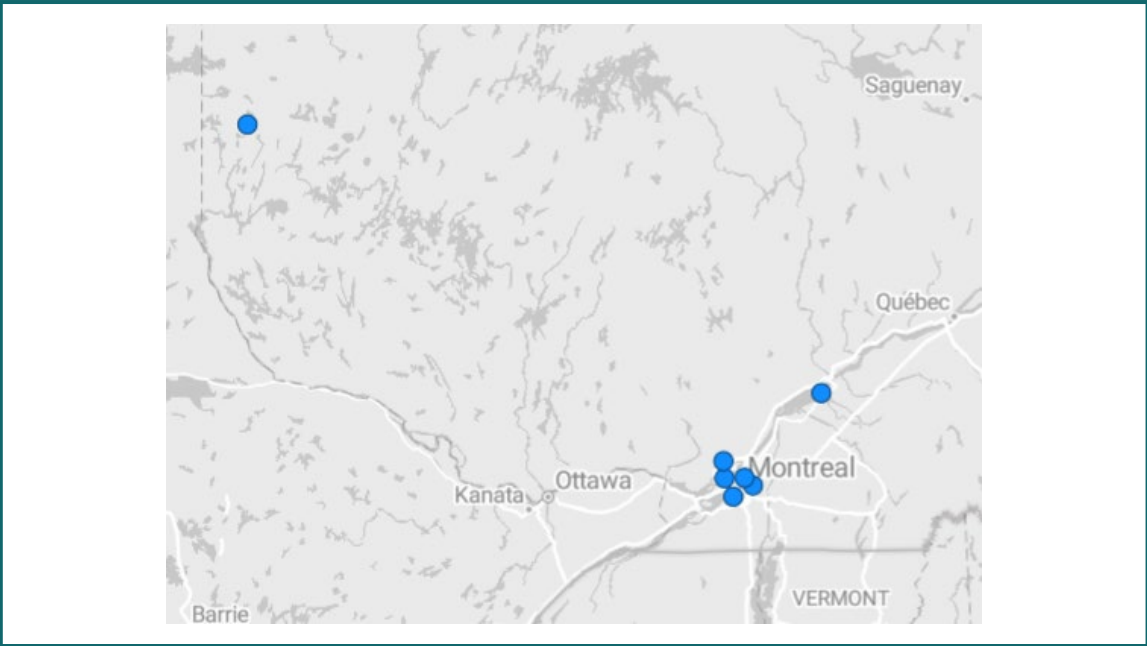 Saguenay
Québec
Montreal
Ottawa
Kanata
VERMONT
Barrie